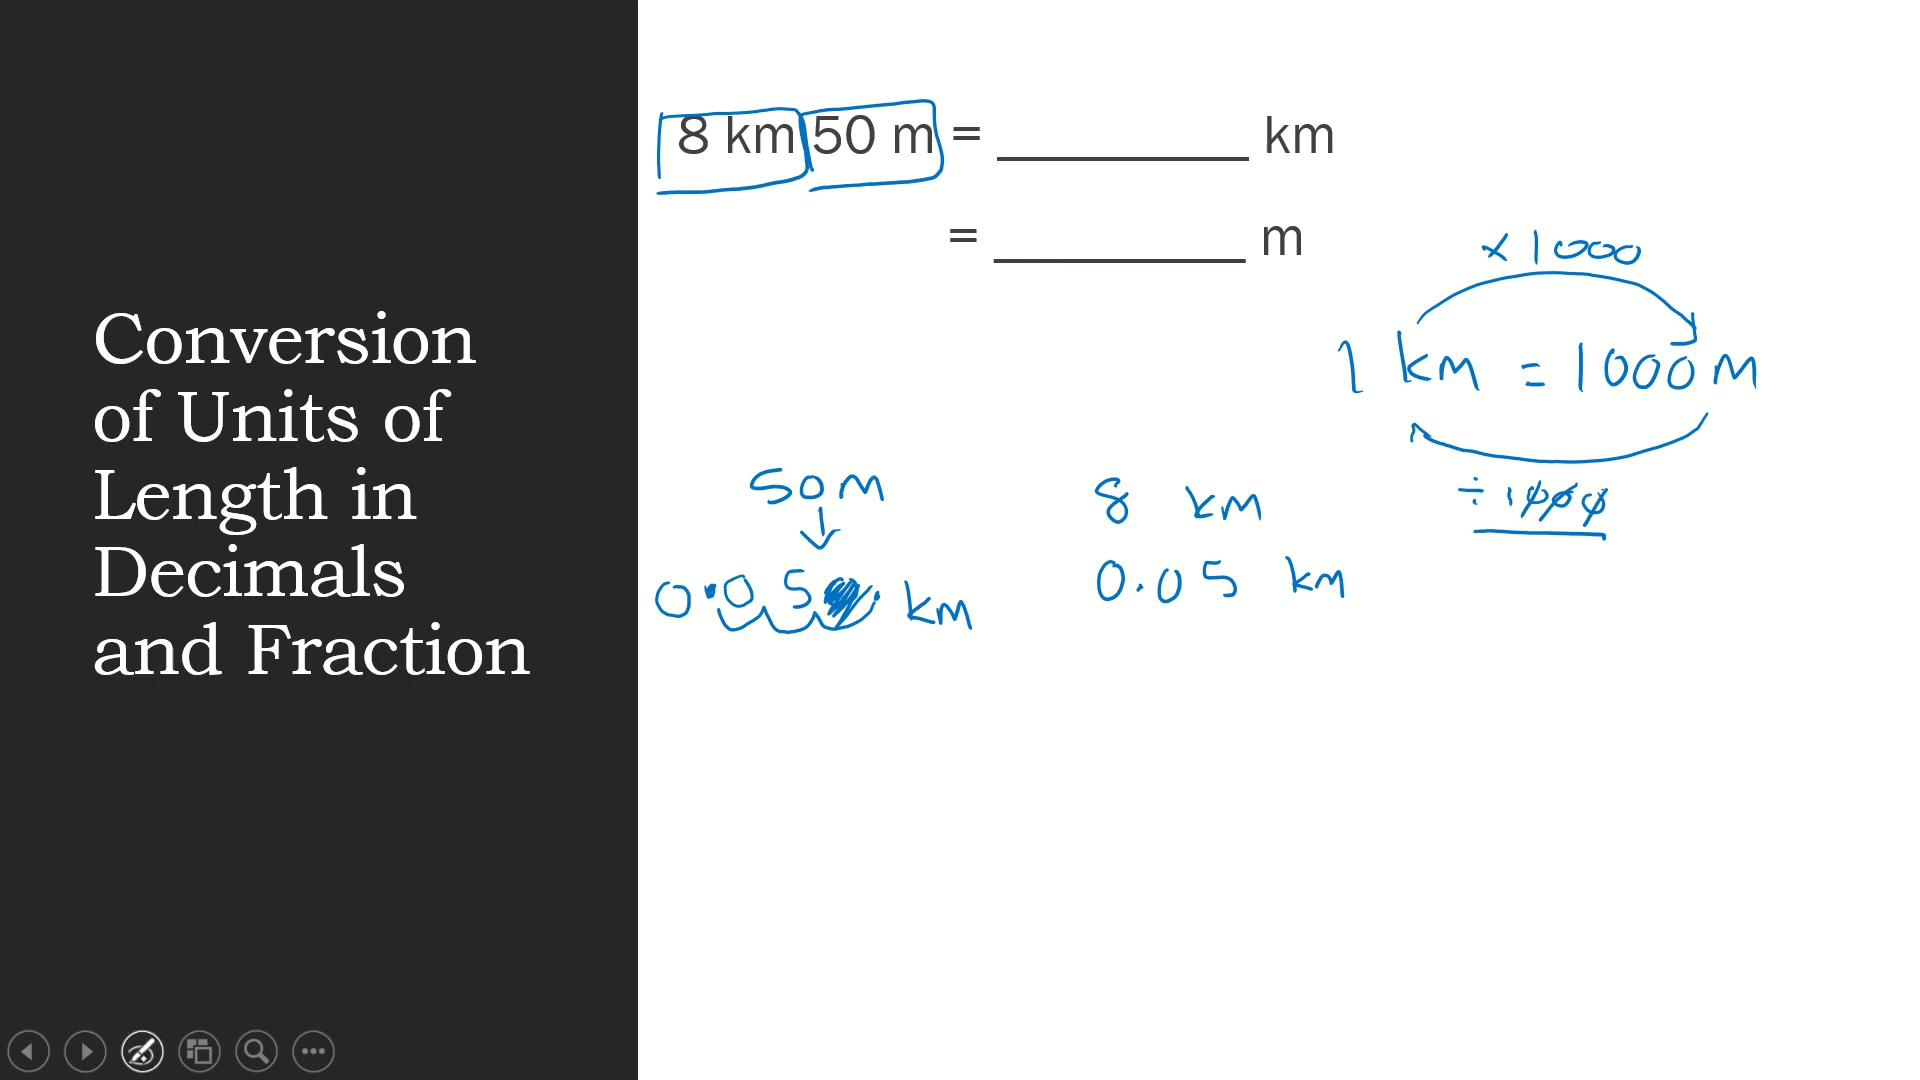 Conversion
of Units of
Length in
Decimals
and Fraction
8 km 50 m = __________ km
= __________ m
× 1000
1 km = 1000 m
÷ 1000
50 m
0.05 km
8 km
0.05 km